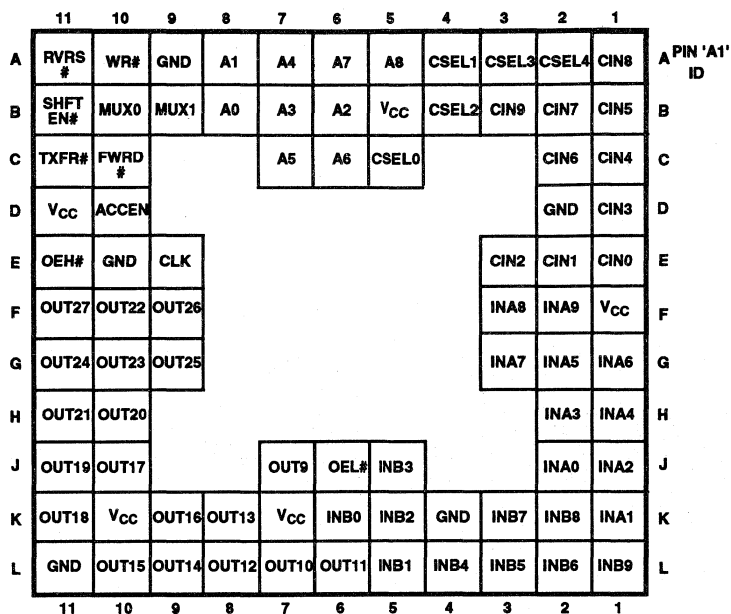 11 10 9 8 7 6 5 4 3 2 1
A RVRS # WR# GND A1 A4 A7 A8 CSEL1 CSEL3 CSEL4 CIN8 A PIN 'A1' ID
B SHFT EN# MUX0 MUX1 A0 A3 A2 VCC CSEL2 CIN9 CIN7 CIN5 B
C TXFR# FWRD # A5 A6 CSEL0 CIN6 CIN4 C
D VCC ACCEN GND CIN3 D
E OEH# GND CLK CIN2 CIN1 CIN0 E
F OUT27 OUT22 OUT26 INA8 INA9 VCC F
G OUT24 OUT23 OUT25 INA7 INA5 INA6 G
H OUT21 OUT20 INA3 INA4 H
J OUT19 OUT17 OUT9 OEL# INB3 INA0 INA2 J
K OUT18 VCC OUT16 OUT13 VCC INB0 INB2 GND INB7 INB8 INA1 K
L GND OUT15 OUT14 OUT12 OUT10 OUT11 INB1 INB4 INB5 INB6 INB9 L
11 10 9 8 7 6 5 4 3 2 1